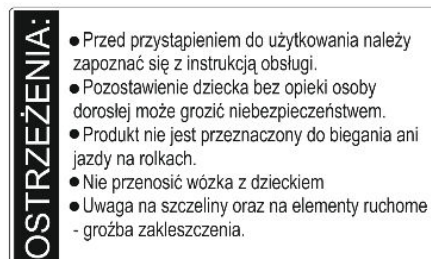 OSTRZEŻENIA:
● Przed przystąpieniem do użytkowania należy
zapoznać się z instrukcją obsługi.
● Pozostawienie dziecka bez opieki osoby
dorosłej może grozić niebezpieczeństwem.
● Produkt nie jest przeznaczony do biegania ani
jazdy na rolkach.
● Nie przenosić wózka z dzieckiem
● Uwaga na szczeliny oraz na elementy ruchome
- groźba zakleszczenia.